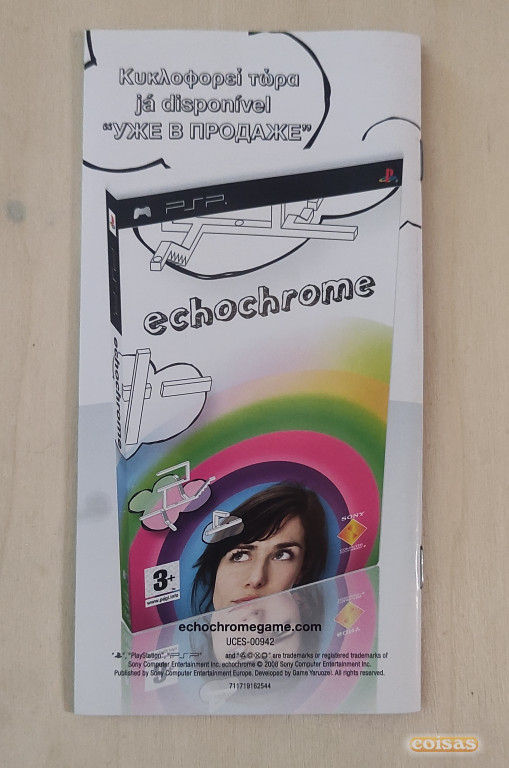 Κυκλοφορεί τώρα
já disponível
“УЖЕ В ПРОДАЖЕ”
PSP
echochrome
echochrome
SONY
COMPUTER
ENTERTAINMENT
3+
www.pegi.info
echochromegame.com
UCES-00942
" ", "PlayStation", "PSP" and "△○✕□" are trademarks or registered trademarks of
Sony Computer Entertainment Inc. echochrome © 2008 Sony Computer Entertainment Inc.
Published by Sony Computer Entertainment Europe. Developed by Game Yarouze!. All rights reserved.
711719162544
coisas